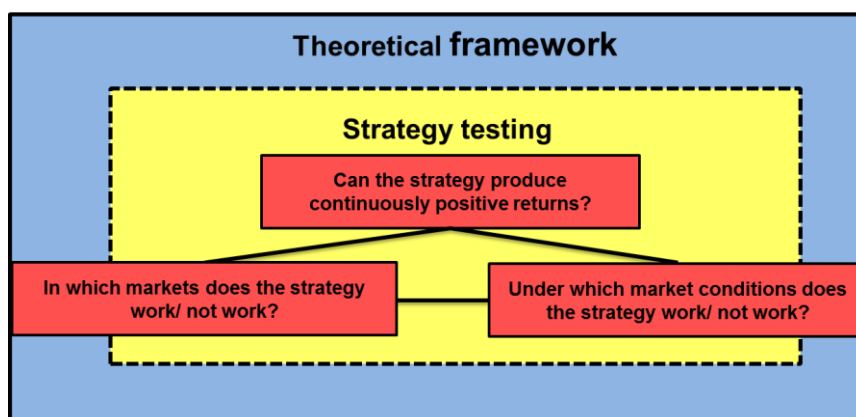 Theoretical framework
Strategy testing
Can the strategy produce
continuously positive returns?
In which markets does the strategy
work/ not work?
Under which market conditions does
the strategy work/ not work?